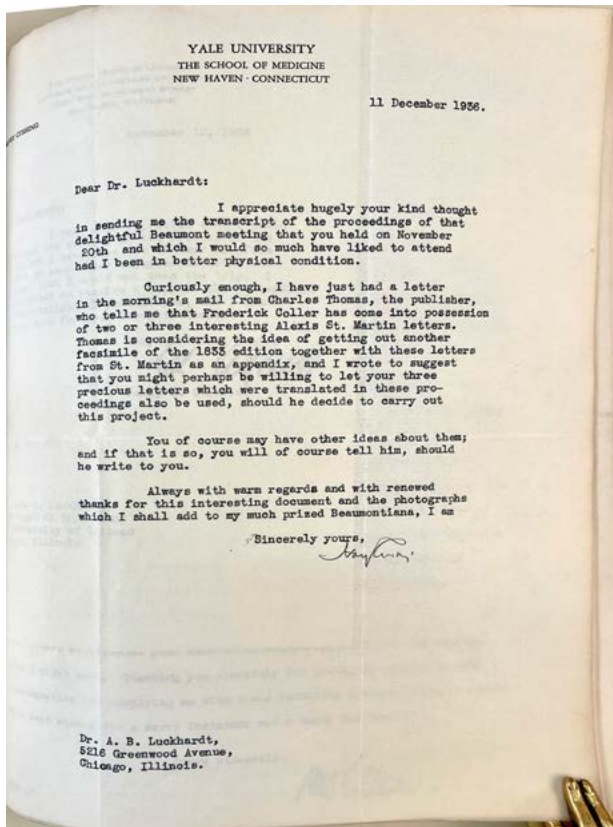 YALE UNIVERSITY
THE SCHOOL OF MEDICINE
NEW HAVEN · CONNECTICUT
11 December 1936.
CUSHING
Dear Dr. Luckhardt:
I appreciate hugely your kind thought
in sending me the transcript of the proceedings of that
delightful Beaumont meeting that you held on November
20th and which I would so much have liked to attend
had I been in better physical condition.
Curiously enough, I have just had a letter
in the morning's mail from Charles Thomas, the publisher,
who tells me that Frederick Coller has come into possession
of two or three interesting Alexis St. Martin letters.
Thomas is considering the idea of getting out another
facsimile of the 1833 edition together with these letters
from St. Martin as an appendix, and I wrote to suggest
that you might perhaps be willing to let your three
precious letters which were translated in these pro-
ceedings also be used, should he decide to carry out
this project.
You of course may have other ideas about them;
and if that is so, you will of course tell him, should
he write to you.
Always with warm regards and with renewed
thanks for this interesting document and the photographs
which I shall add to my much prized Beaumontiana, I am
Sincerely yours,
Dr. A. B. Luckhardt,
5216 Greenwood Avenue,
Chicago, Illinois.